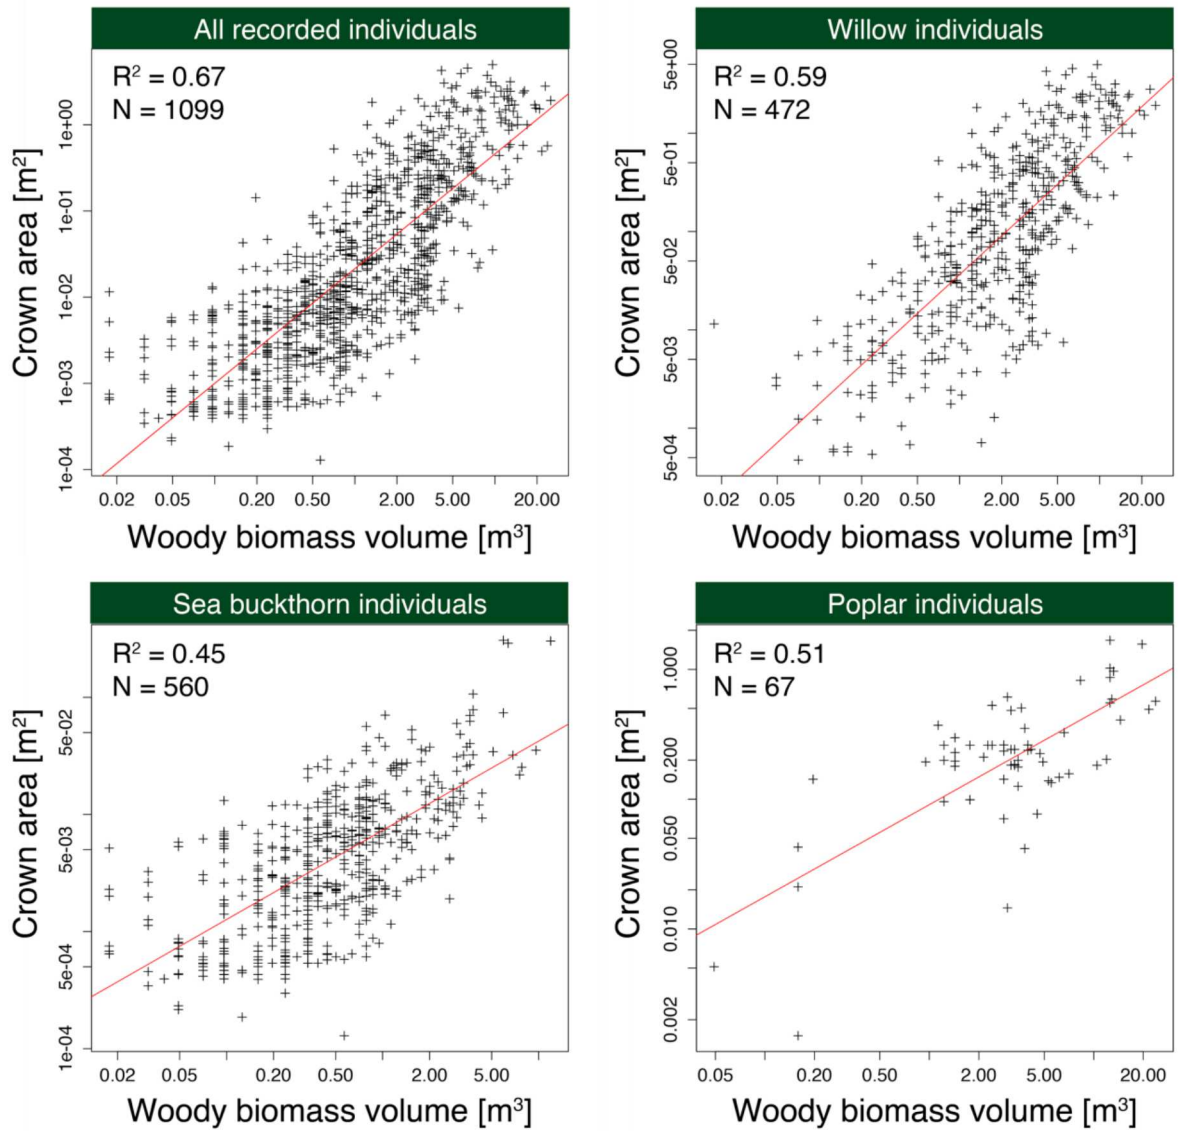 All recorded individuals
R² = 0.67
N = 1099
Crown area [m²]
1e+00
1e-01
1e-02
1e-03
1e-04
0.02 0.05 0.20 0.50 2.00 5.00 20.00
Woody biomass volume [m³]
Willow individuals
R² = 0.59
N = 472
Crown area [m²]
5e+00
5e-01
5e-02
5e-03
5e-04
0.02 0.05 0.20 0.50 2.00 5.00 20.00
Woody biomass volume [m³]
Sea buckthorn individuals
R² = 0.45
N = 560
Crown area [m²]
5e-02
5e-03
5e-04
1e-04
0.02 0.05 0.20 0.50 2.00 5.00
Woody biomass volume [m³]
Poplar individuals
R² = 0.51
N = 67
Crown area [m²]
1.000
0.200
0.050
0.010
0.002
0.05 0.20 0.50 2.00 5.00 20.00
Woody biomass volume [m³]